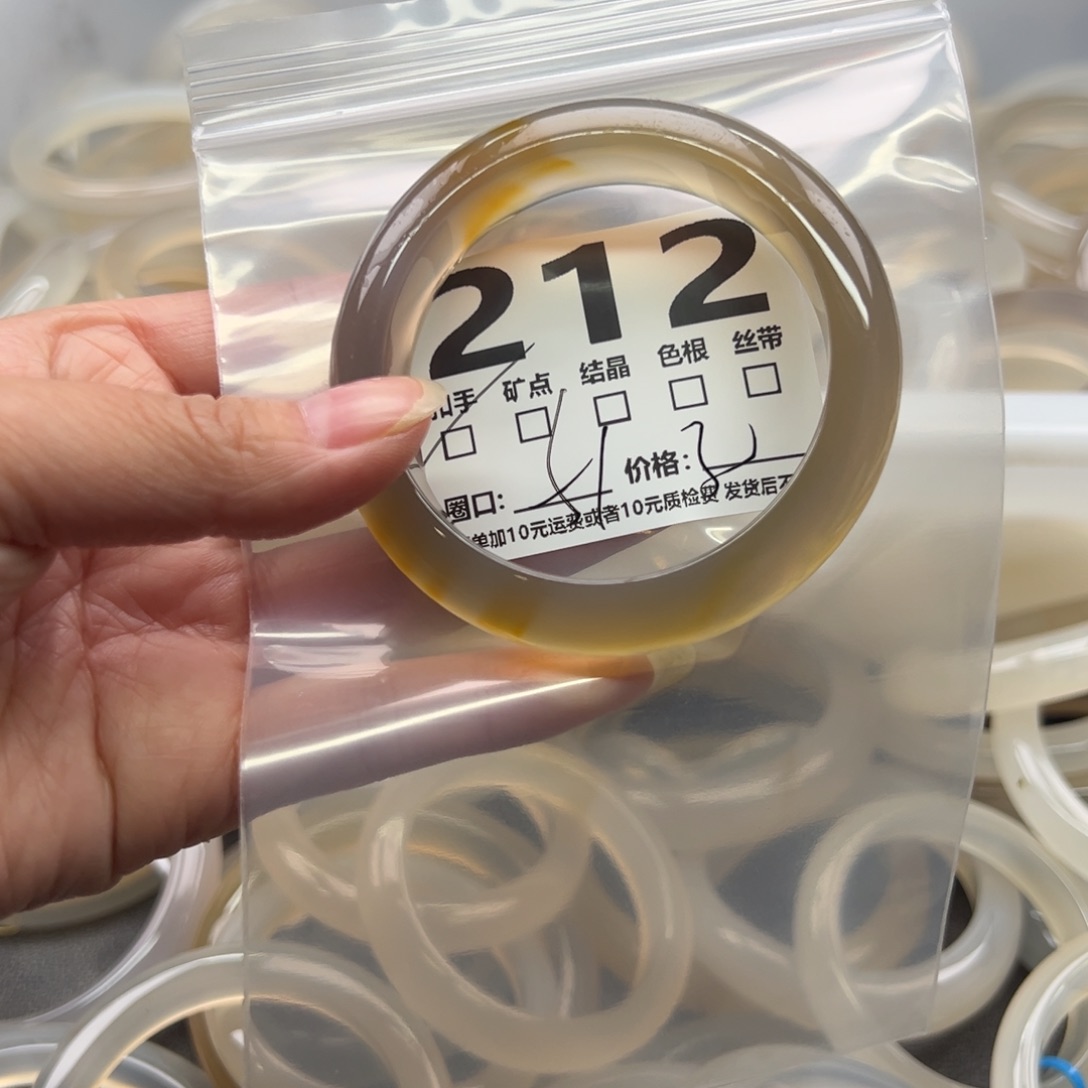 212
扣手 矿点 结晶 色根 丝带
圈口: 价格:
加10元运费或者10元质检费 发货后不